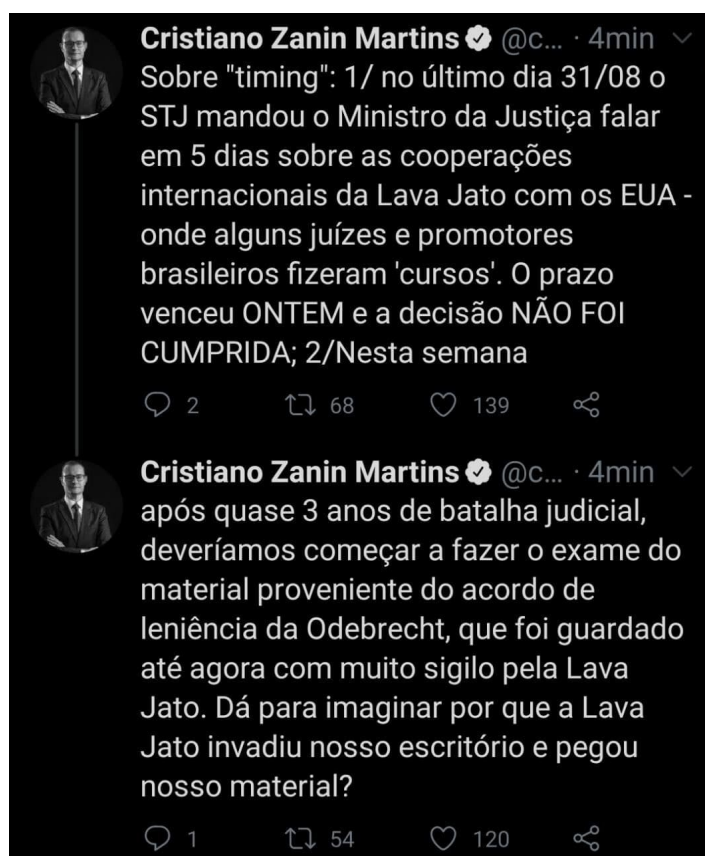 Cristiano Zanin Martins @c... · 4min
Sobre "timing": 1/ no último dia 31/08 o
STJ mandou o Ministro da Justiça falar
em 5 dias sobre as cooperações
internacionais da Lava Jato com os EUA -
onde alguns juízes e promotores
brasileiros fizeram 'cursos'. O prazo
venceu ONTEM e a decisão NÃO FOI
CUMPRIDA; 2/Nesta semana
2 68 139
Cristiano Zanin Martins @c... · 4min
após quase 3 anos de batalha judicial,
deveríamos começar a fazer o exame do
material proveniente do acordo de
leniência da Odebrecht, que foi guardado
até agora com muito sigilo pela Lava
Jato. Dá para imaginar por que a Lava
Jato invadiu nosso escritório e pegou
nosso material?
1 54 120